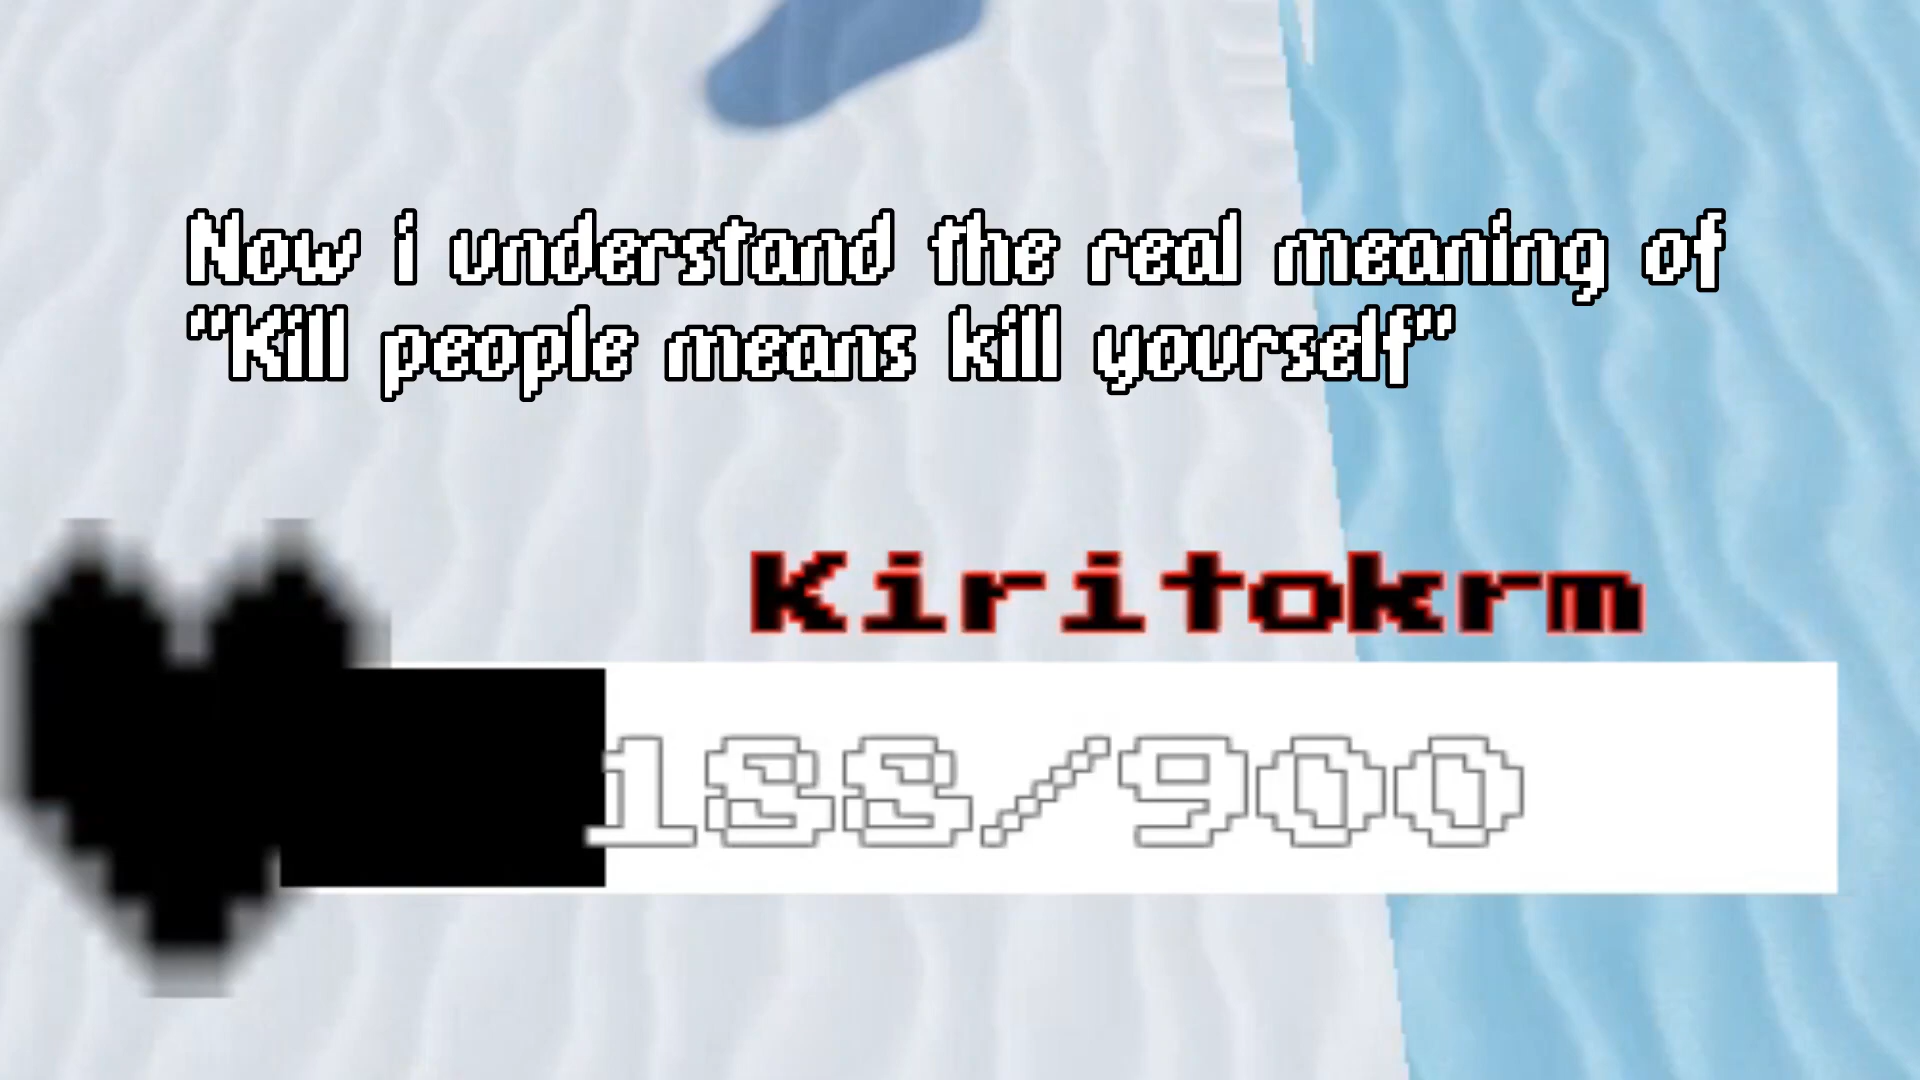 Now i understand the real meaning of
"Kill people means kill yourself"
Kiritokrm
188/900